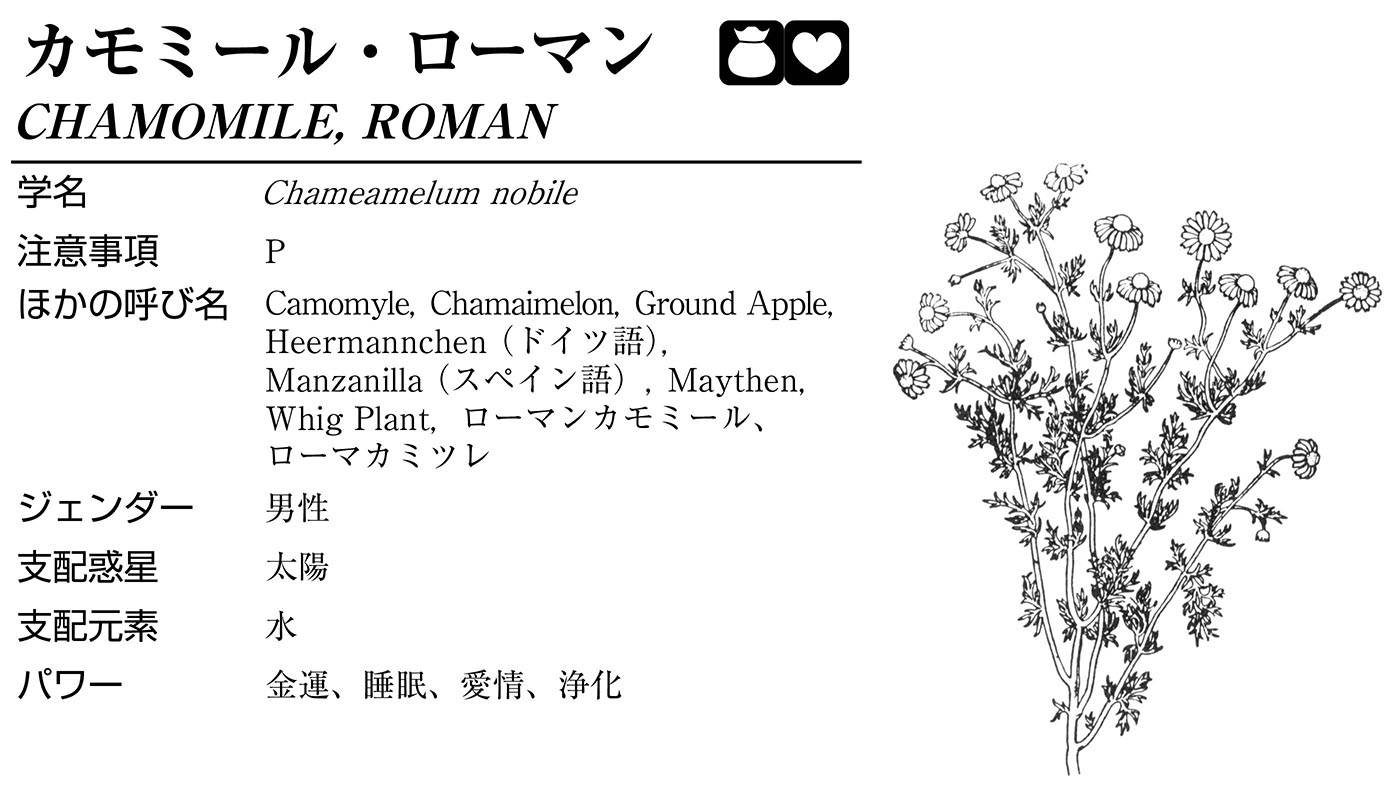 カモミール・ローマン
CHAMOMILE, ROMAN
学名 Chameamelum nobile
注意事項 P
ほかの呼び名 Camomyle, Chamaimelon, Ground Apple,
Heermannchen（ドイツ語）,
Manzanilla（スペイン語）, Maythen,
Whig Plant, ローマンカモミール、
ローマカミツレ
ジェンダー 男性
支配惑星 太陽
支配元素 水
パワー 金運、睡眠、愛情、浄化